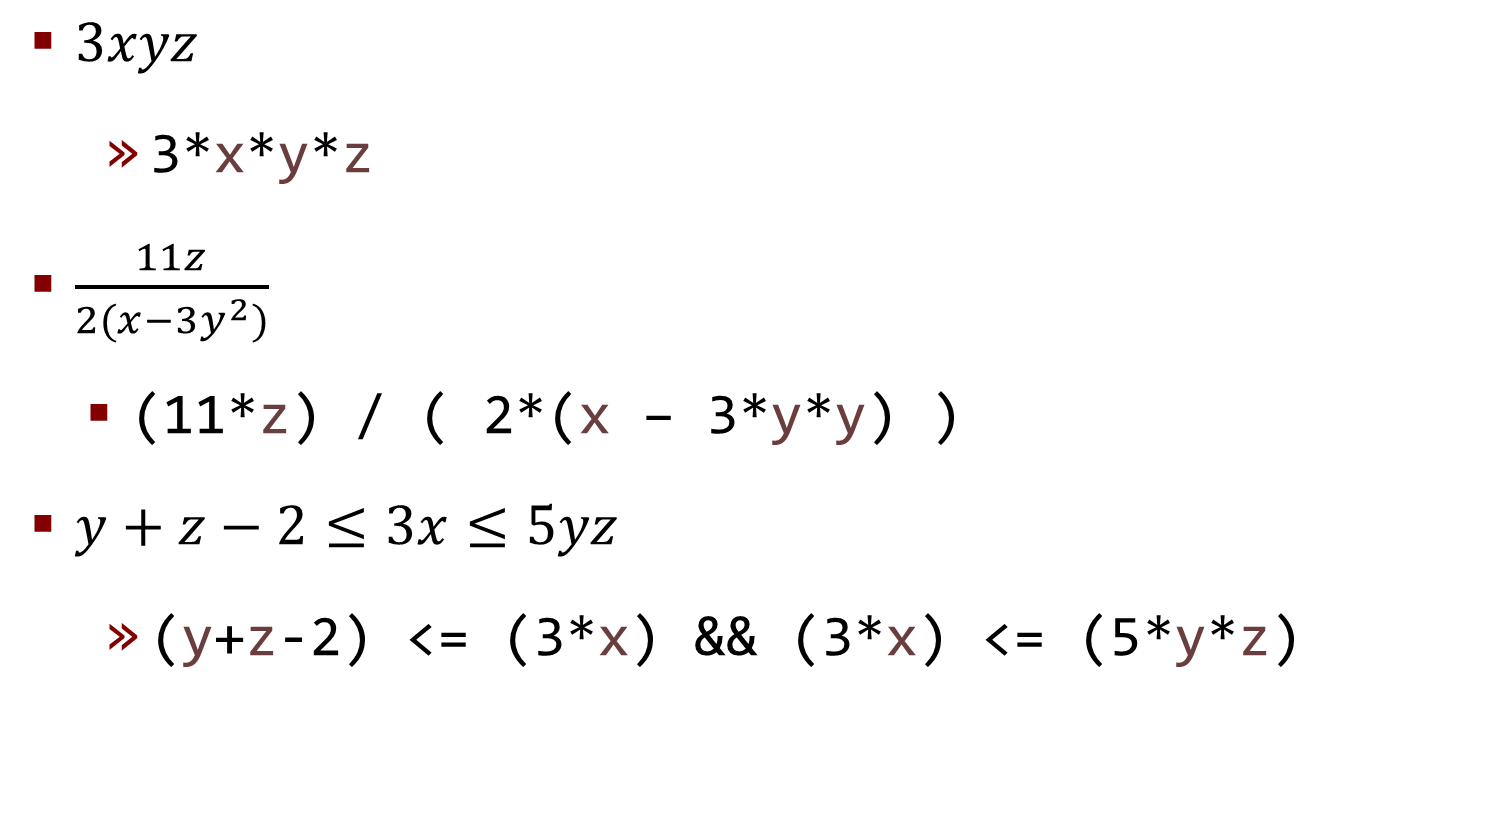 ▪ 3xyz
» 3*x*y*z
▪ 11z
2(x−3y²)
▪ (11*z) / ( 2*(x – 3*y*y) )
▪ y + z − 2 ≤ 3x ≤ 5yz
» (y+z-2) <= (3*x) && (3*x) <= (5*y*z)